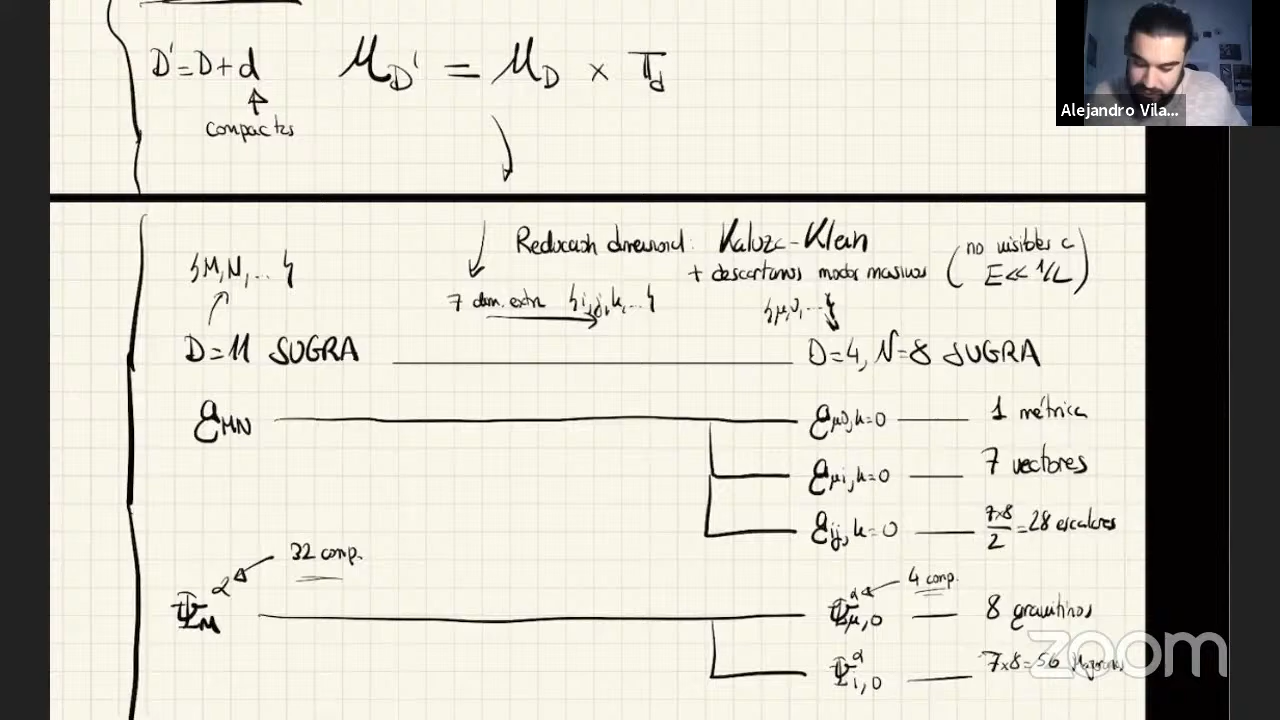 D' = D + d    M_D' = M_D × T_d
compactas
Alejandro Vila...
Reducción dimensional: Kaluza-Klein
(no visibles a E << 1/L)
{M, N, ...}
+ descartamos modos masivos
7 dim. extra {i, j, k, ...}    {μ, ν, ...}
D = 11 SUGRA    D = 4, N = 8 SUGRA
g_MN    g_μν, k=0    1 métrica
g_μi, k=0    7 vectores
g_ij, k=0    7×8/2 = 28 escalares
32 comp.    4 comp.
Ψ_M^α    Ψ_μ,0^α    8 gravitinos
Ψ_i,0^α    7×8 = 56
zoom